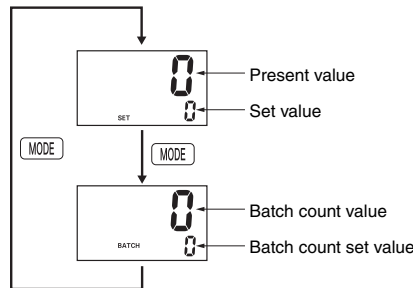 0 Present value
SET 0 Set value
MODE
MODE
0 Batch count value
BATCH 0 Batch count set value